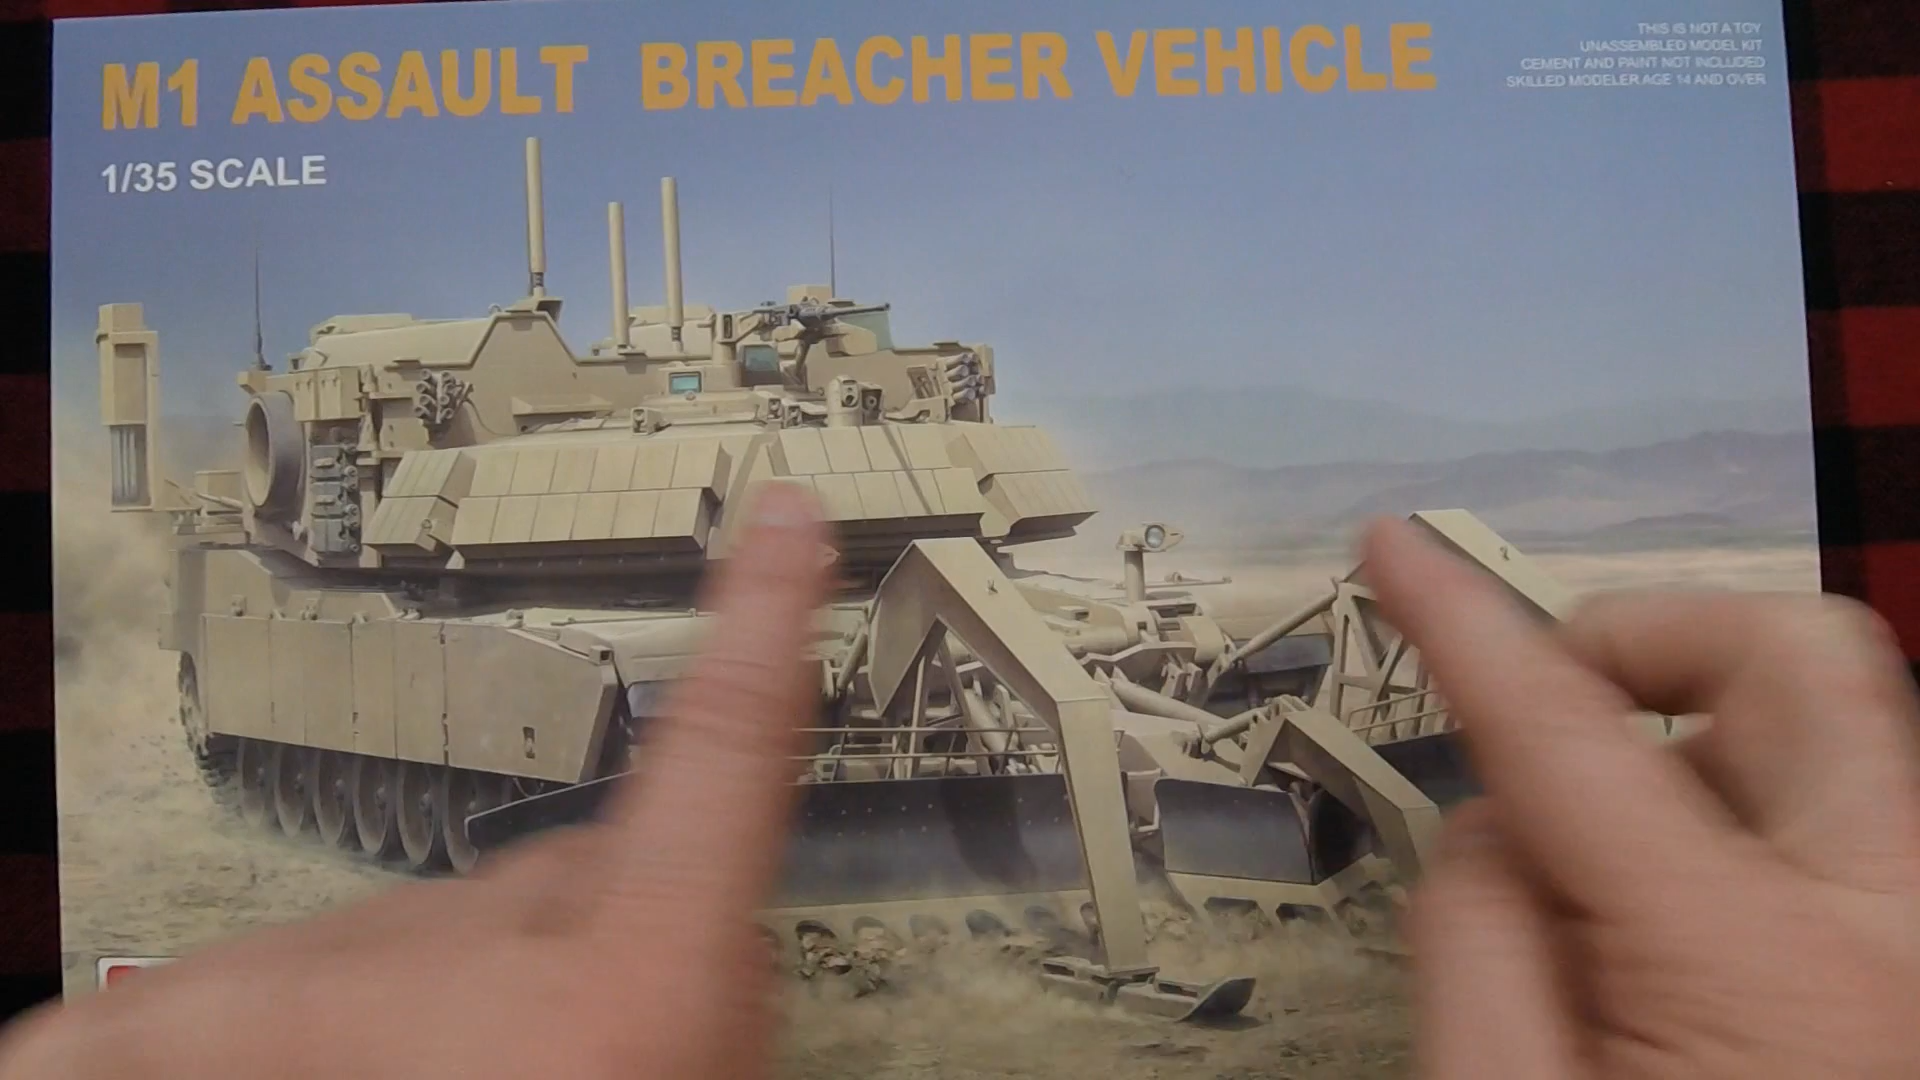 M1 ASSAULT BREACHER VEHICLE
1/35 SCALE
THIS IS NOT A TOY
UNASSEMBLED MODEL KIT
CEMENT AND PAINT NOT INCLUDED
SKILLED MODELER AGE 14 AND OVER